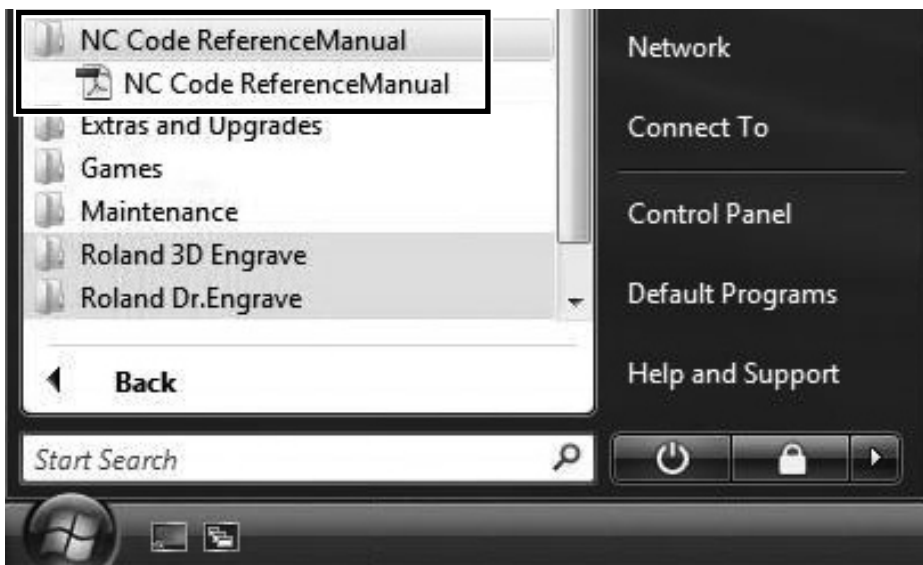 NC Code ReferenceManual
NC Code ReferenceManual
Extras and Upgrades
Games
Maintenance
Roland 3D Engrave
Roland Dr.Engrave
Back
Start Search
Network
Connect To
Control Panel
Default Programs
Help and Support